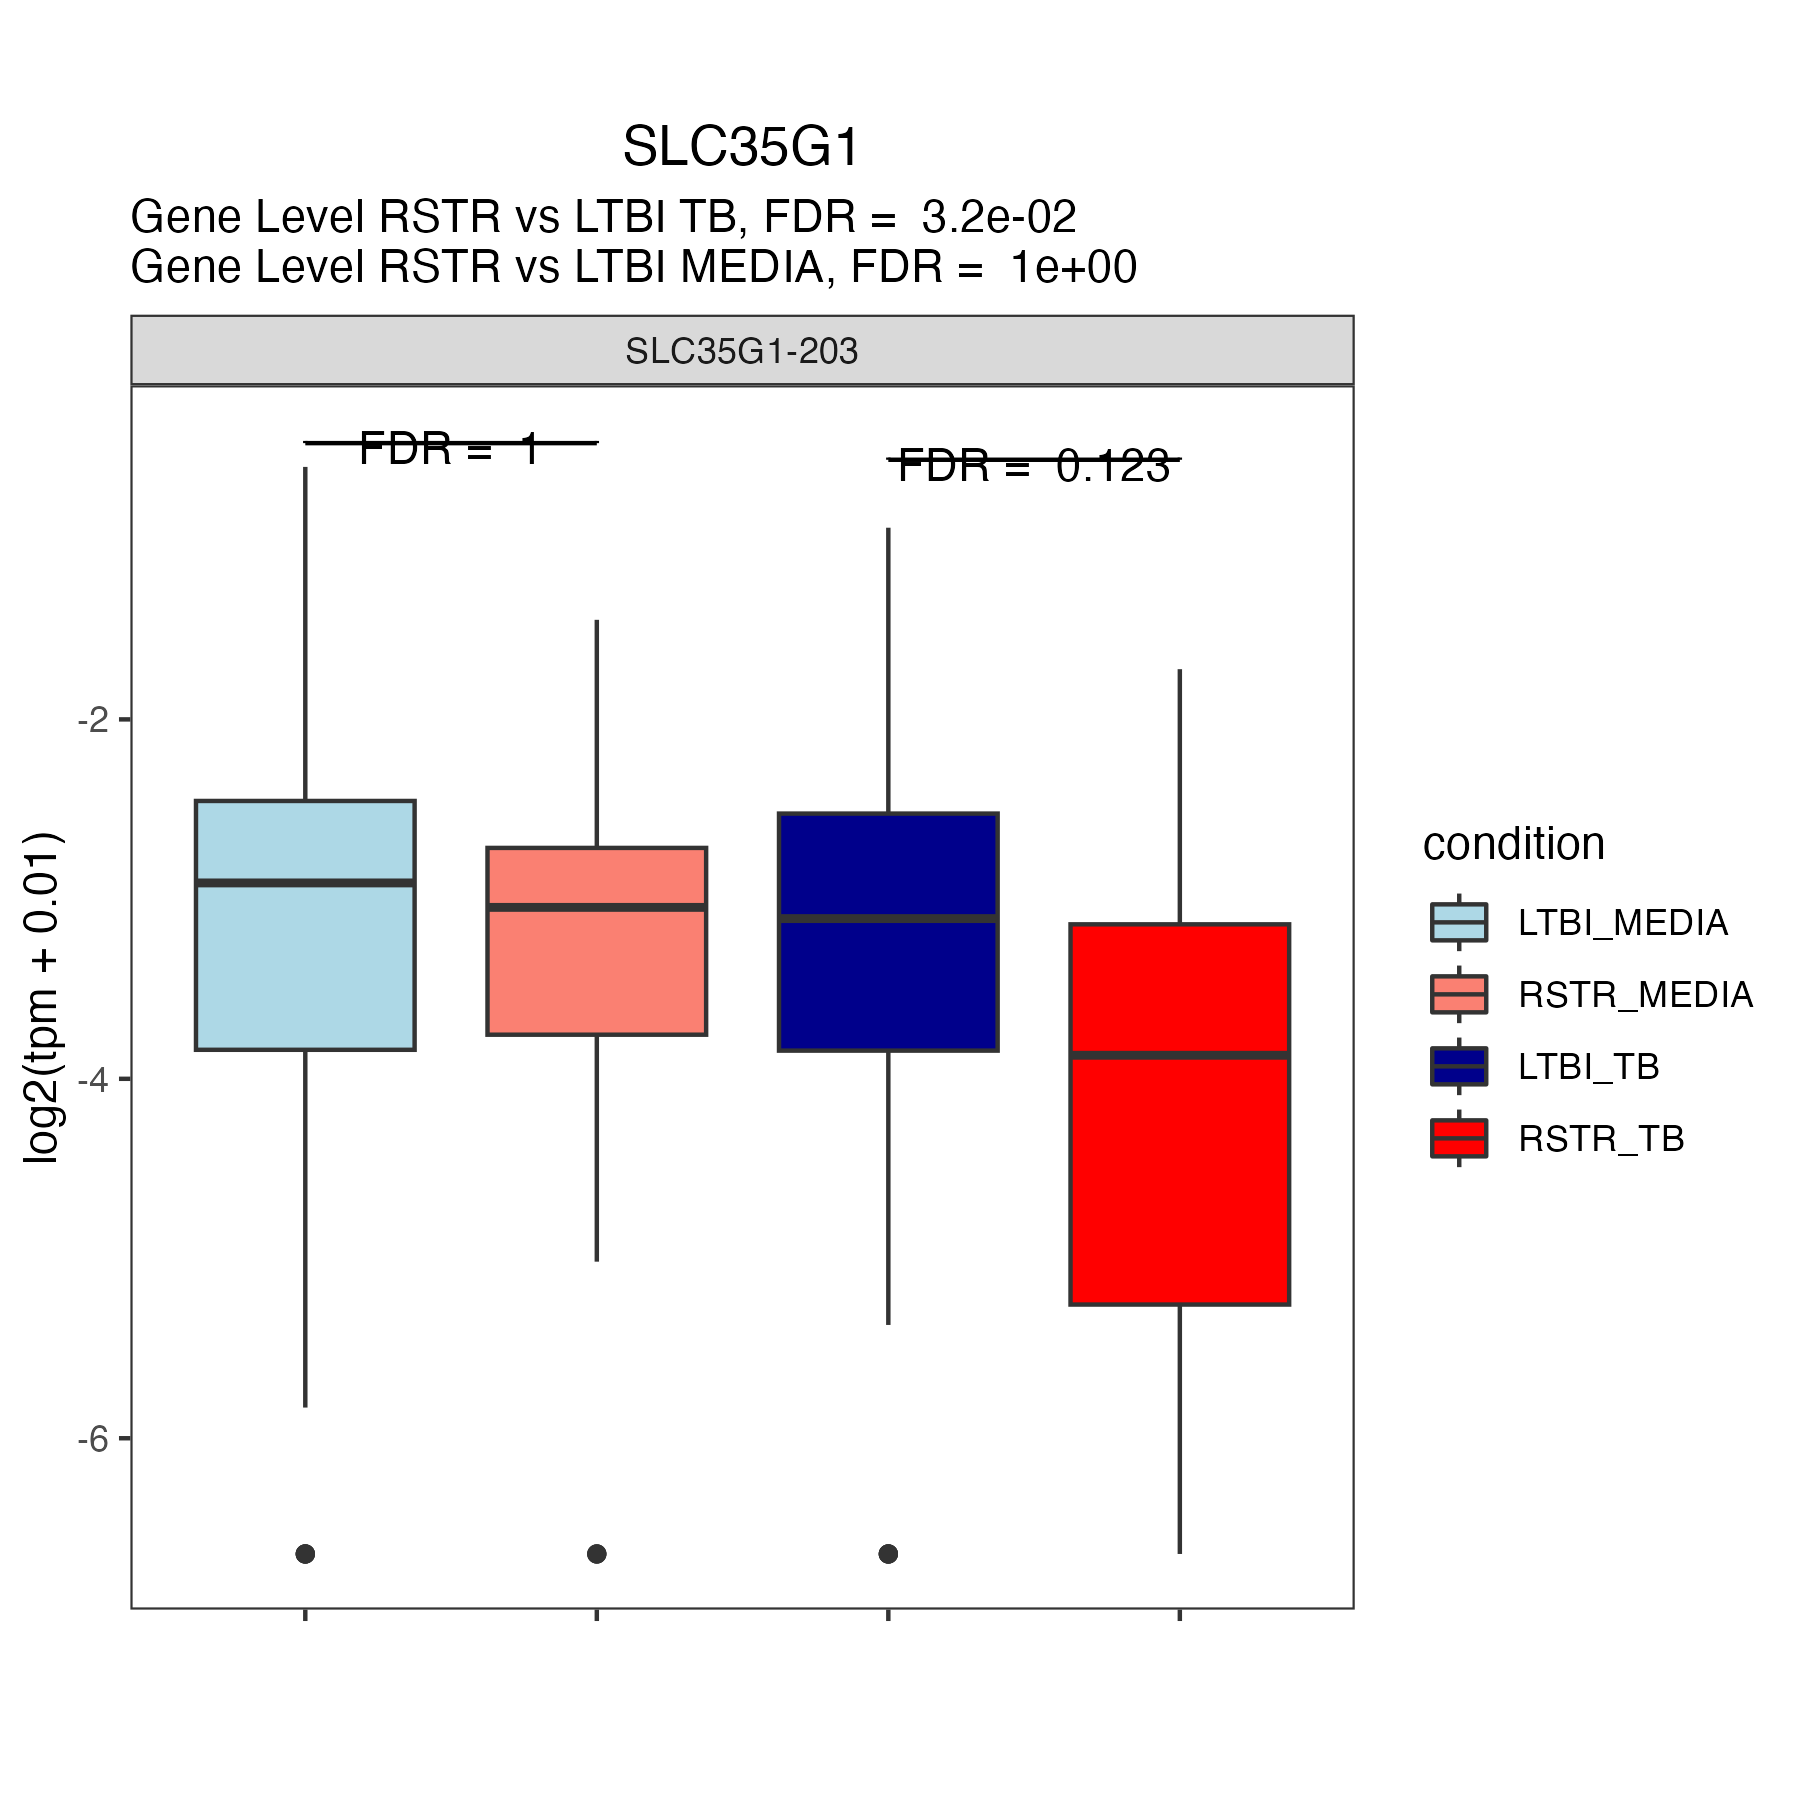 SLC35G1
Gene Level RSTR vs LTBI TB, FDR =  3.2e-02
Gene Level RSTR vs LTBI MEDIA, FDR =  1e+00
SLC35G1-203
FDR =  1
FDR =  0.123
-2
-4
-6
log2(tpm + 0.01)
condition
LTBI_MEDIA
RSTR_MEDIA
LTBI_TB
RSTR_TB